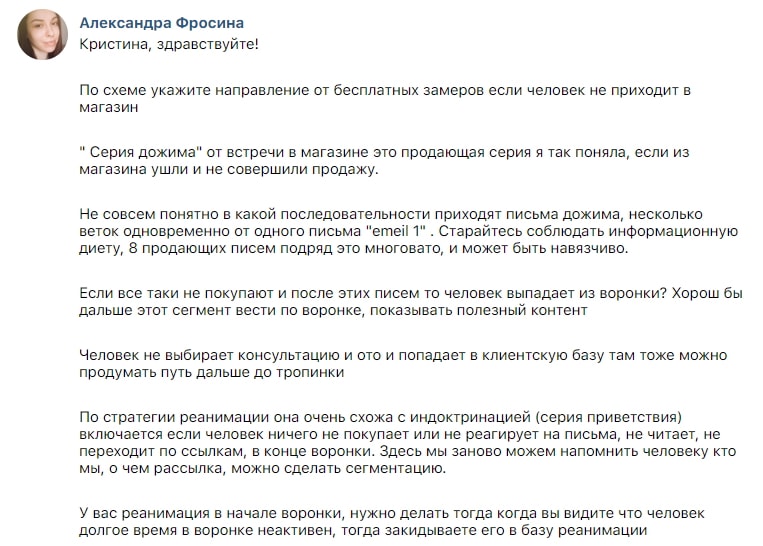 Александра Фросина
Кристина, здравствуйте!
По схеме укажите направление от бесплатных замеров если человек не приходит в
магазин
" Серия дожима" от встречи в магазине это продающая серия я так поняла, если из
магазина ушли и не совершили продажу.
Не совсем понятно в какой последовательности приходят письма дожима, несколько
веток одновременно от одного письма "emeil 1" . Старайтесь соблюдать информационную
диету, 8 продающих писем подряд это многовато, и может быть навязчиво.
Если все таки не покупают и после этих писем то человек выпадает из воронки? Хорош бы
дальше этот сегмент вести по воронке, показывать полезный контент
Человек не выбирает консультацию и ото и попадает в клиентскую базу там тоже можно
продумать путь дальше до тропинки
По стратегии реанимации она очень схожа с индоктринацией (серия приветствия)
включается если человек ничего не покупает или не реагирует на письма, не читает, не
переходит по ссылкам, в конце воронки. Здесь мы заново можем напомнить человеку кто
мы, о чем рассылка, можно сделать сегментацию.
У вас реанимация в начале воронки, нужно делать тогда когда вы видите что человек
долгое время в воронке неактивен, тогда закидываете его в базу реанимации